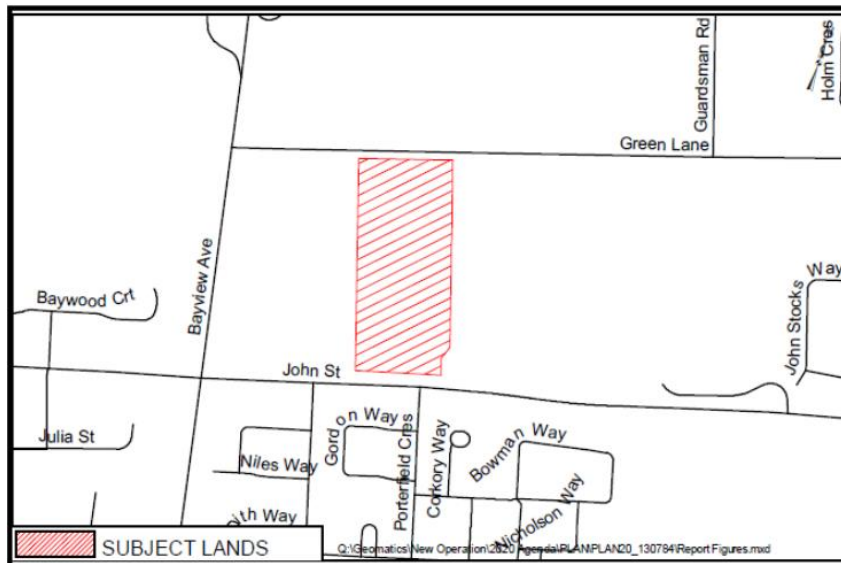 Guardsman Rd
Holm Cres
Green Lane
Bayview Ave
Baywood Crt
John Stocks
Way
John St
Julia St
Gordon Way
Niles Way
Porterfield Cres
Corkory Way
Bowman Way
Nicholson Way
ith Way
SUBJECT LANDS
Q:\Geomatics\New Operation\2020 Agenda\PLAN\PLAN20_130784\Report Figures.mxd